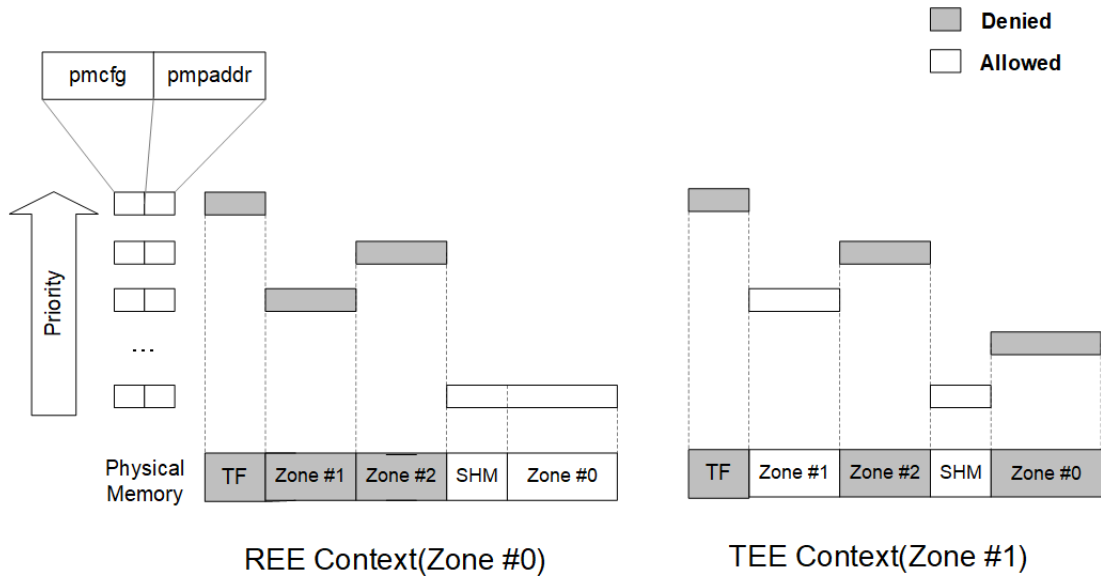 Denied
Allowed
pmcfg
pmpaddr
Priority
...
Physical
Memory
TF
Zone #1
Zone #2
SHM
Zone #0
TF
Zone #1
Zone #2
SHM
Zone #0
REE Context(Zone #0)
TEE Context(Zone #1)